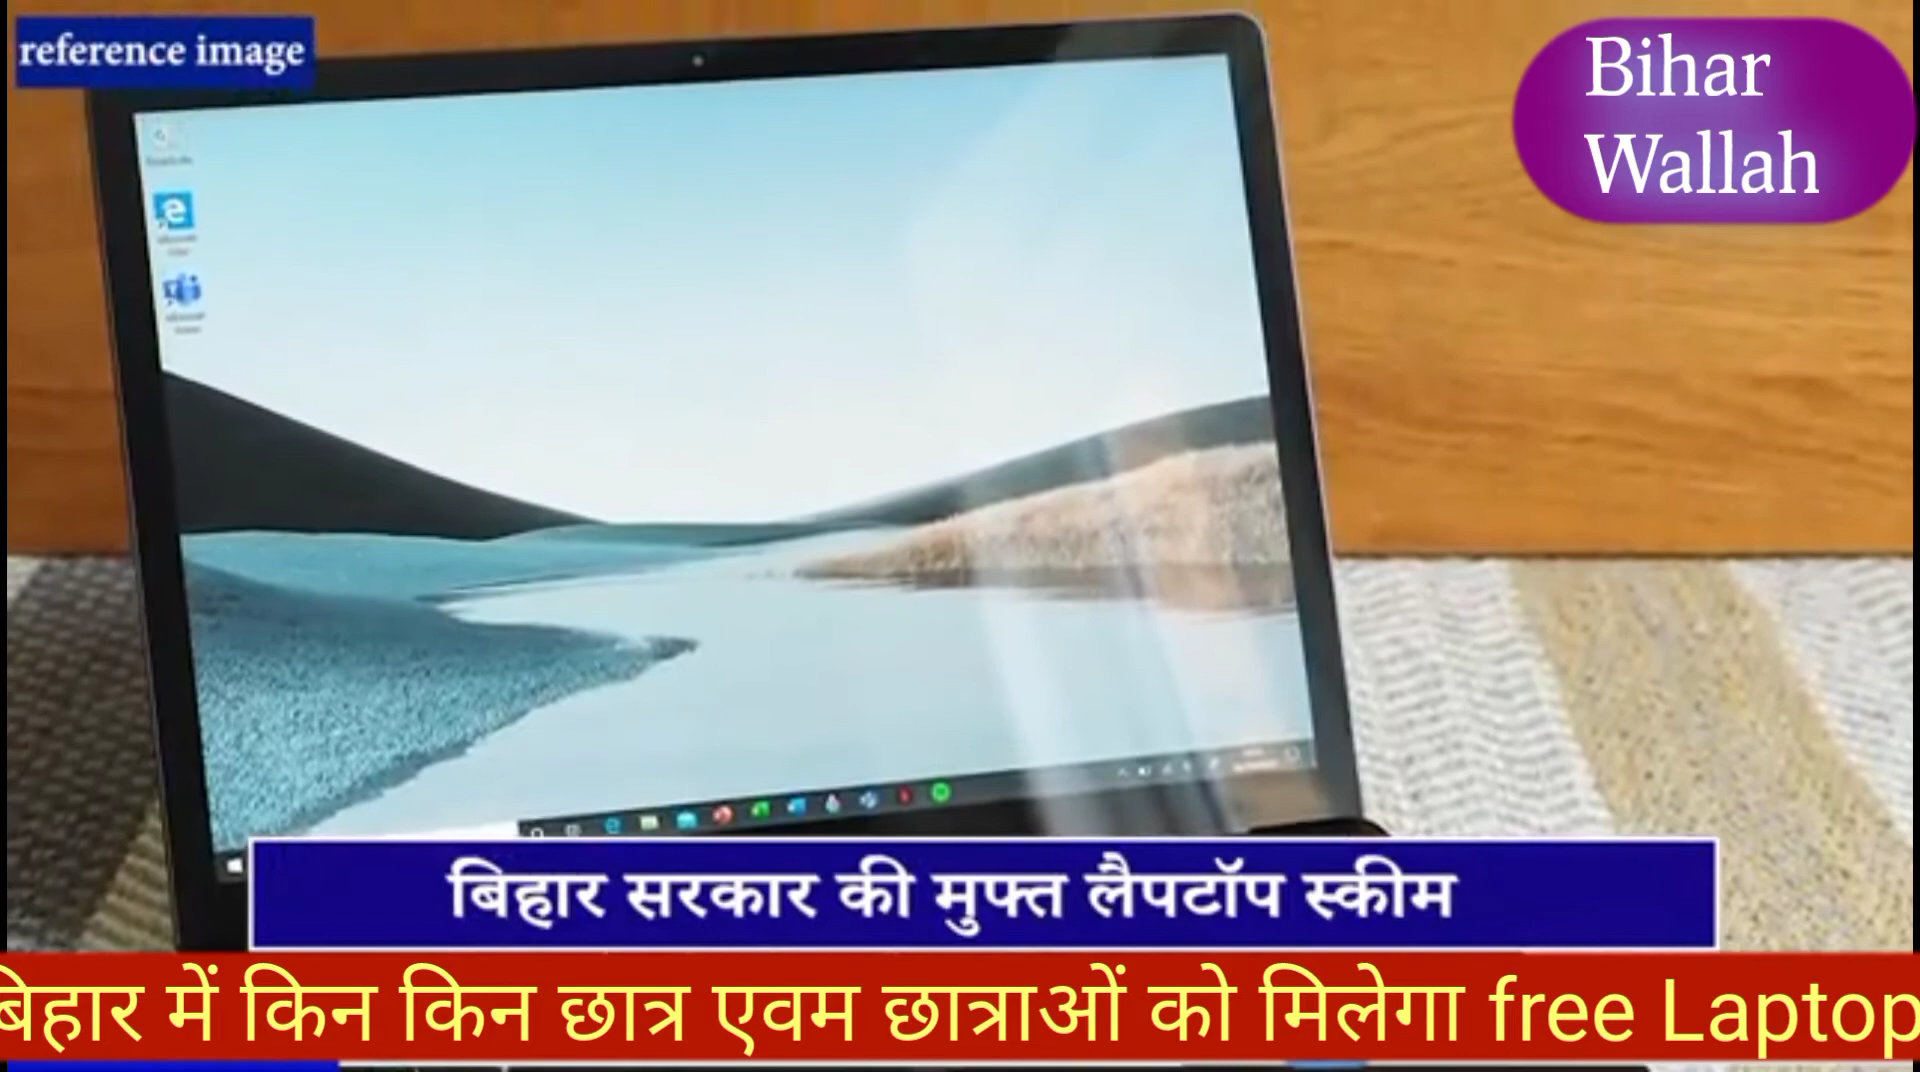 reference image
Bihar
Wallah
बिहार सरकार की मुफ्त लैपटॉप स्कीम
बिहार में किन किन छात्र एवम छात्राओं को मिलेगा free Laptop